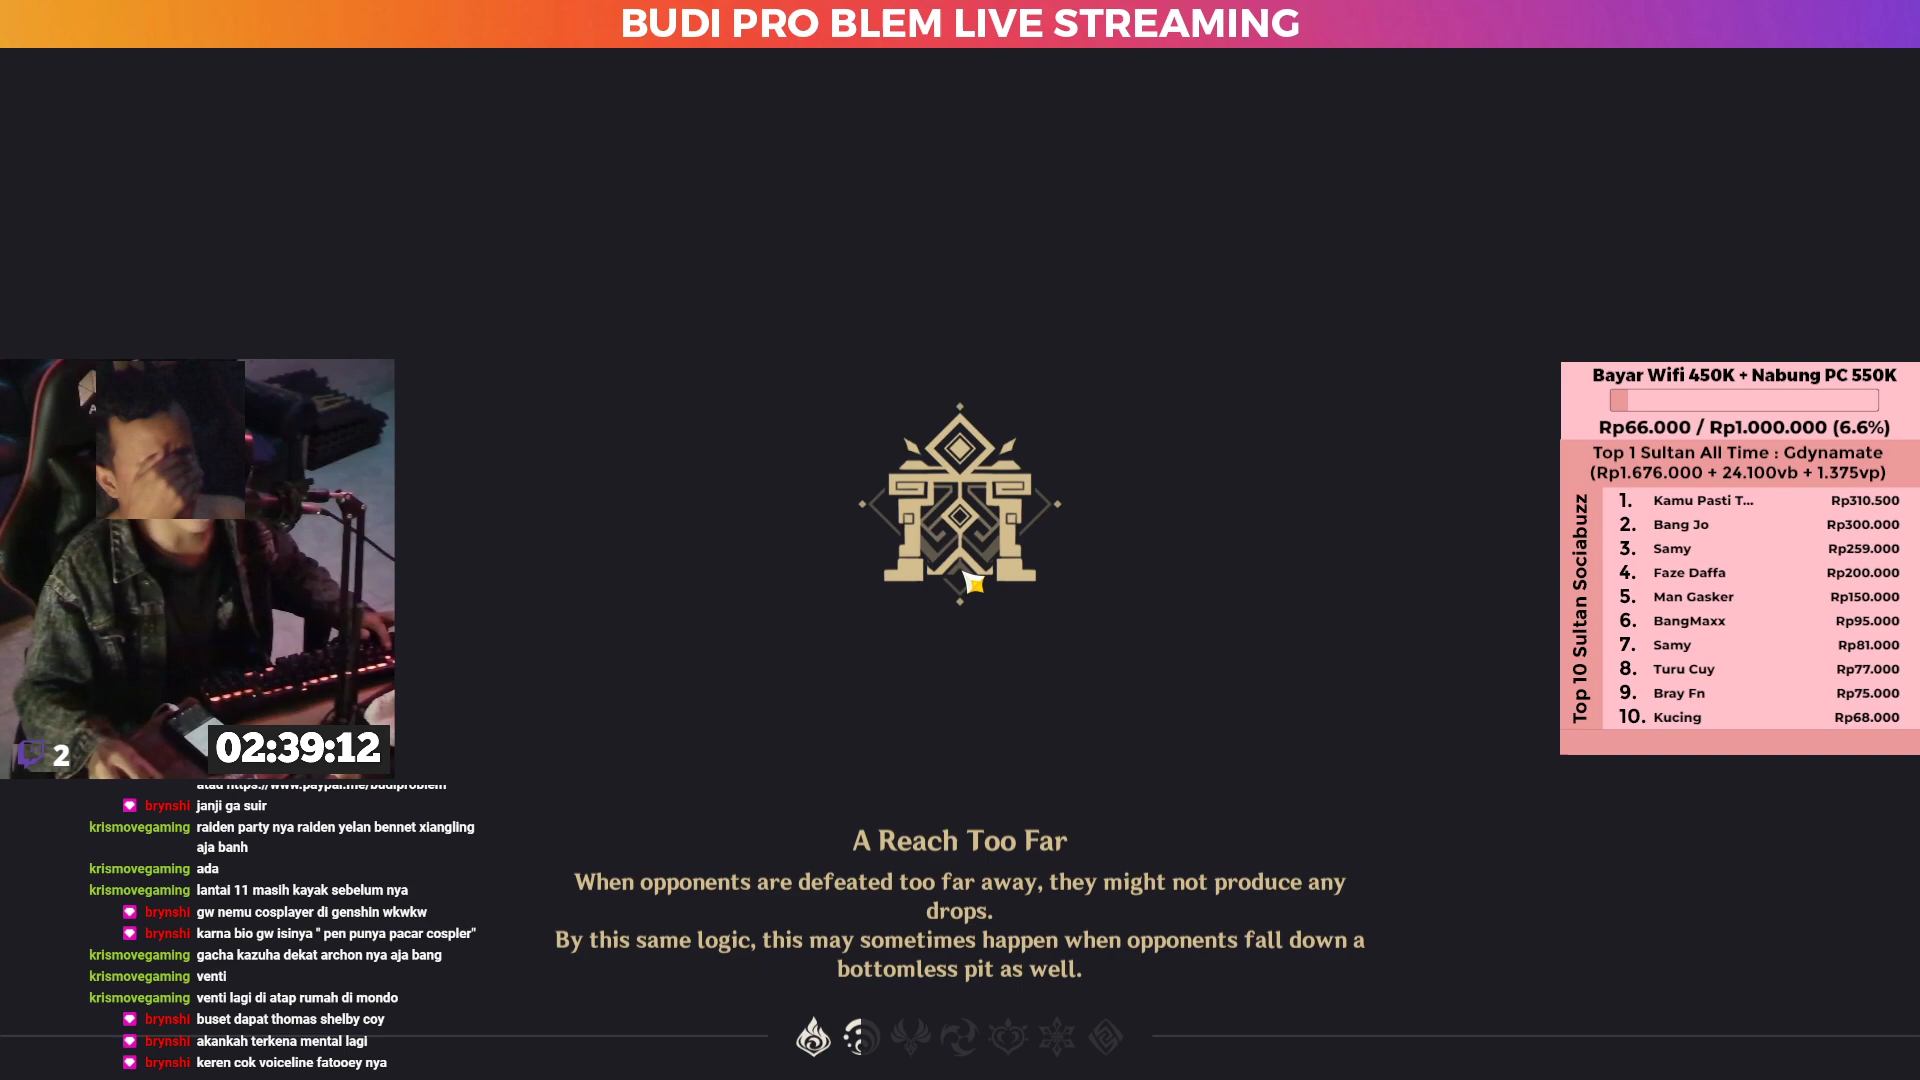 BUDI PRO BLEM LIVE STREAMING
2
02:39:12
atau https://www.paypal.me/budiproblem
brynshi janji ga suir
krismovegaming raiden party nya raiden yelan bennet xiangling
aja banh
krismovegaming ada
krismovegaming lantai 11 masih kayak sebelum nya
brynshi gw nemu cosplayer di genshin wkwkw
brynshi karna bio gw isinya " pen punya pacar cospler"
krismovegaming gacha kazuha dekat archon nya aja bang
krismovegaming venti
krismovegaming venti lagi di atap rumah di mondo
brynshi buset dapat thomas shelby coy
brynshi akankah terkena mental lagi
brynshi keren cok voiceline fatooey nya
A Reach Too Far
When opponents are defeated too far away, they might not produce any
drops.
By this same logic, this may sometimes happen when opponents fall down a
bottomless pit as well.
Bayar Wifi 450K + Nabung PC 550K
Rp66.000 / Rp1.000.000 (6.6%)
Top 1 Sultan All Time : Gdynamate
(Rp1.676.000 + 24.100vb + 1.375vp)
Top 10 Sultan Sociabuzz
1. Kamu Pasti T... Rp310.500
2. Bang Jo Rp300.000
3. Samy Rp259.000
4. Faze Daffa Rp200.000
5. Man Gasker Rp150.000
6. BangMaxx Rp95.000
7. Samy Rp81.000
8. Turu Cuy Rp77.000
9. Bray Fn Rp75.000
10. Kucing Rp68.000